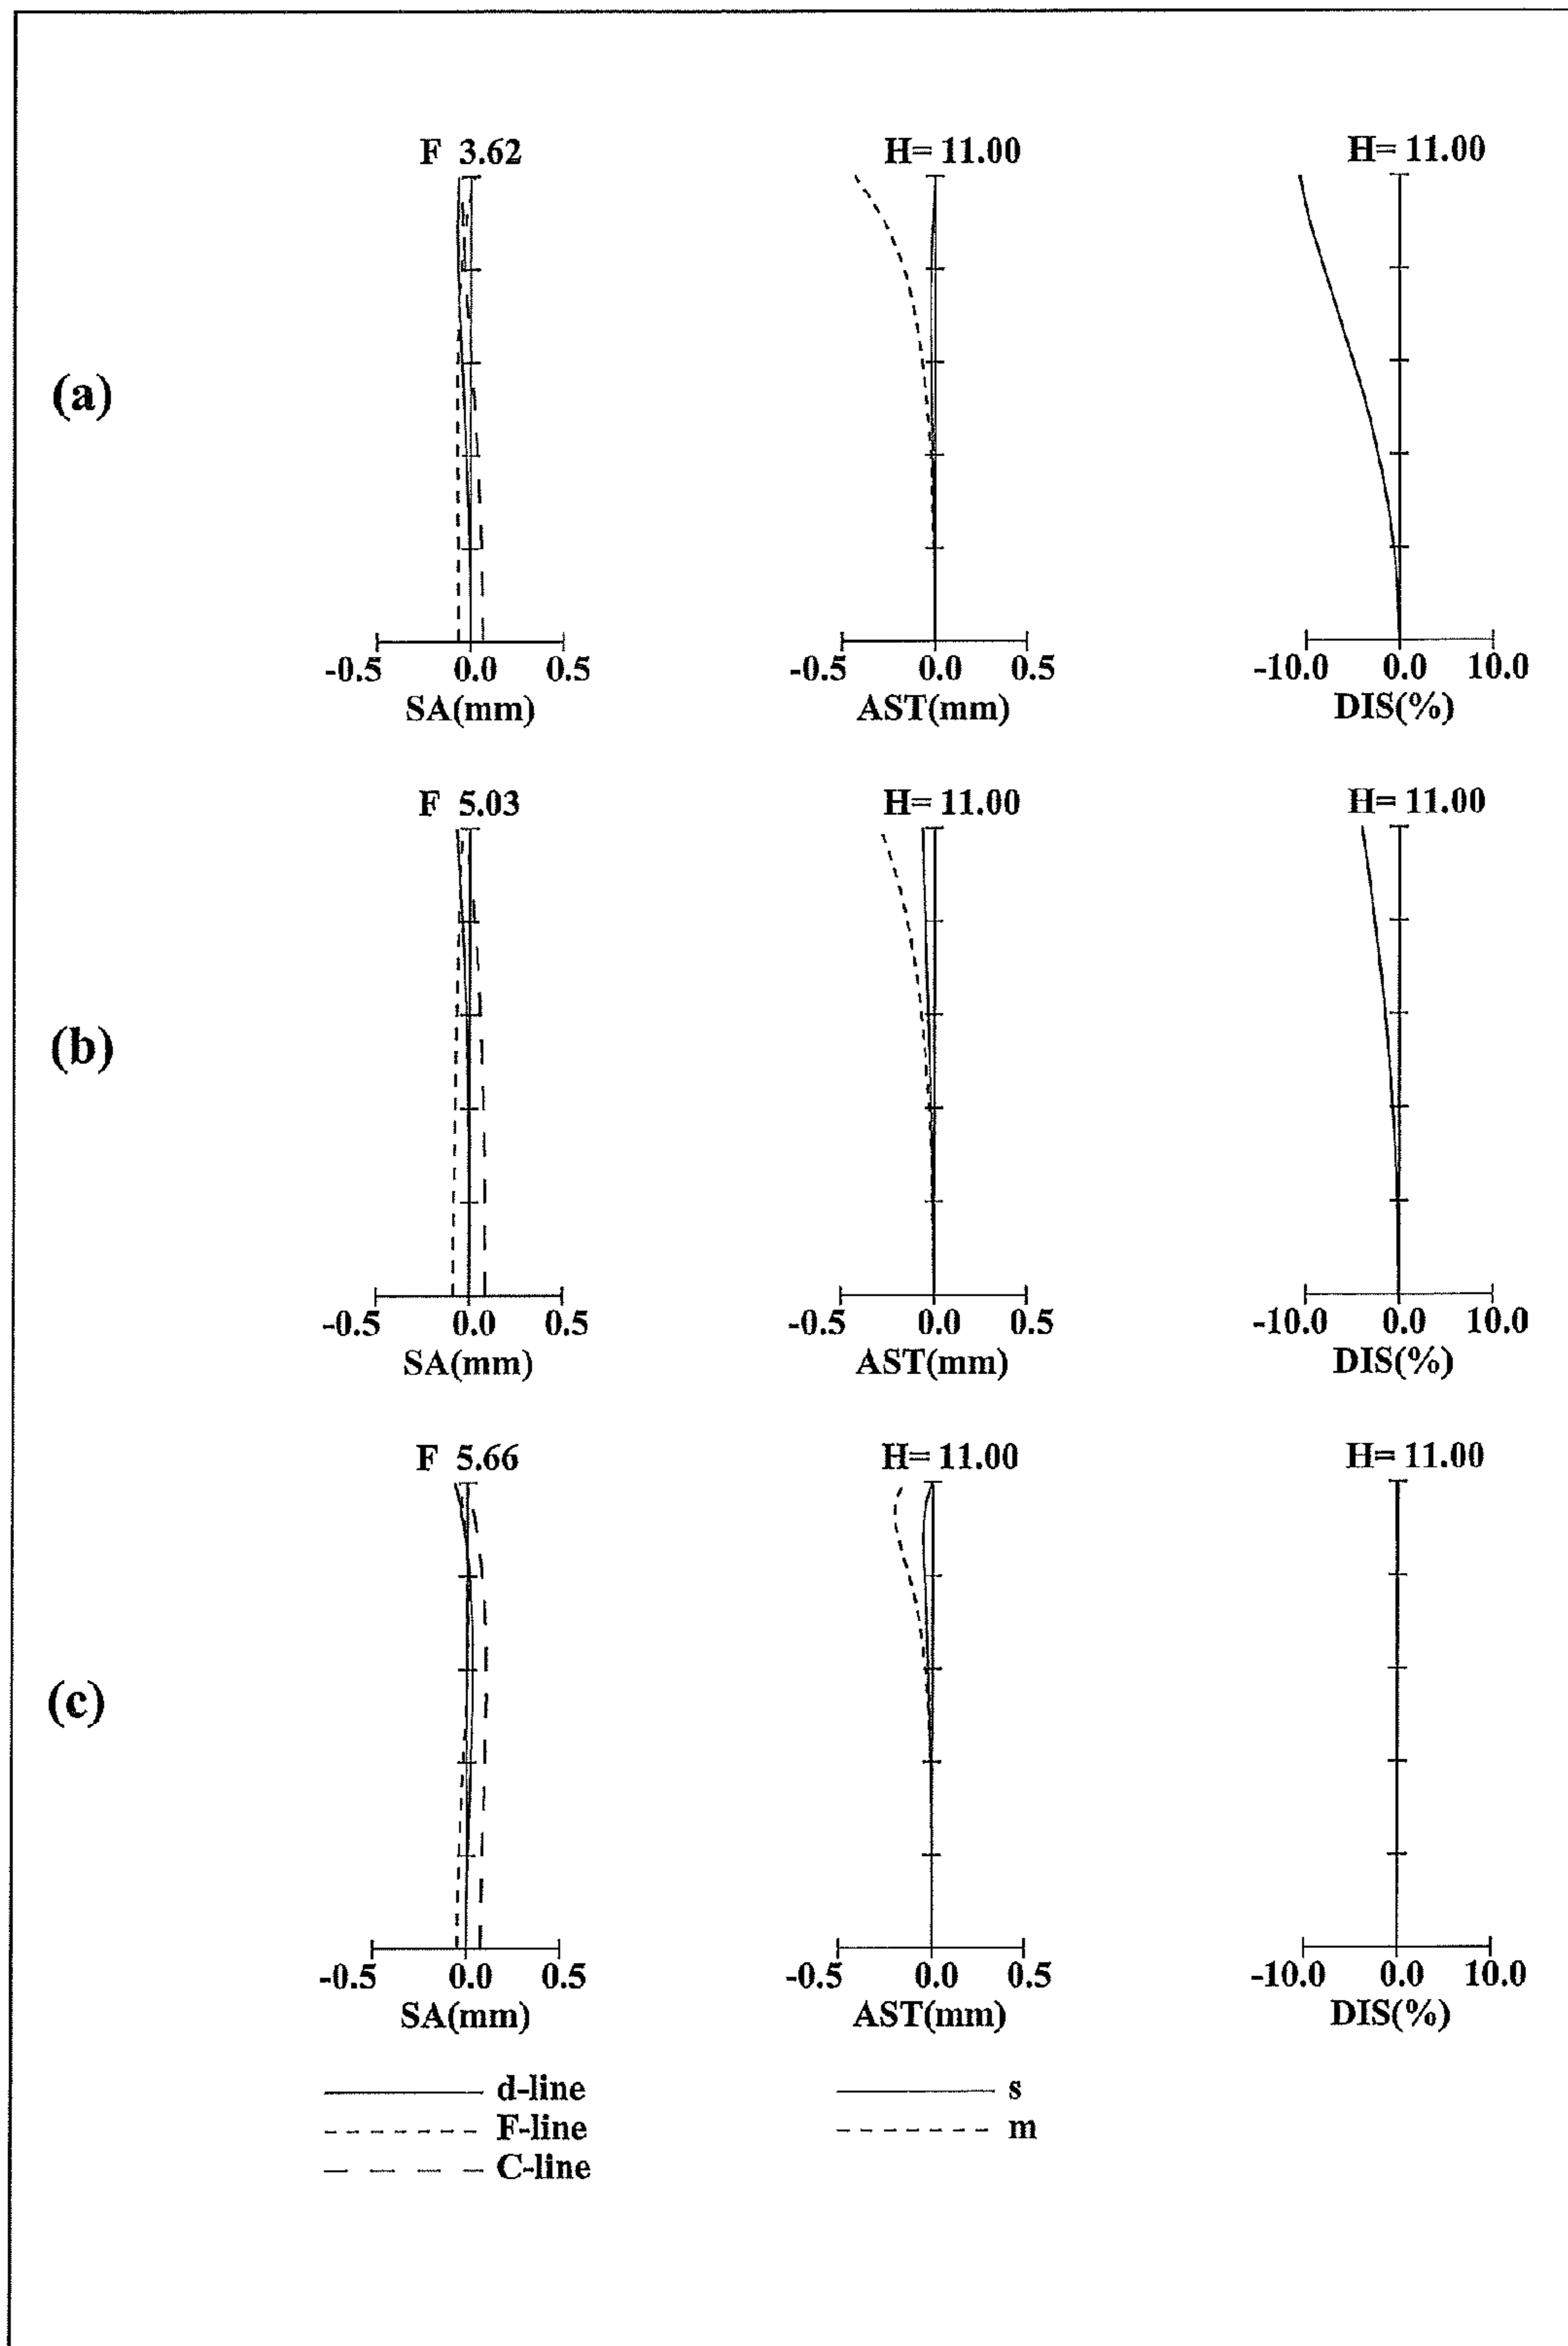 (a)
F 3.62
H= 11.00
H= 11.00
-0.5 0.0 0.5
SA(mm)
-0.5 0.0 0.5
AST(mm)
-10.0 0.0 10.0
DIS(%)
(b)
F 5.03
H= 11.00
H= 11.00
-0.5 0.0 0.5
SA(mm)
-0.5 0.0 0.5
AST(mm)
-10.0 0.0 10.0
DIS(%)
(c)
F 5.66
H= 11.00
H= 11.00
-0.5 0.0 0.5
SA(mm)
-0.5 0.0 0.5
AST(mm)
-10.0 0.0 10.0
DIS(%)
d-line
F-line
C-line
s
m